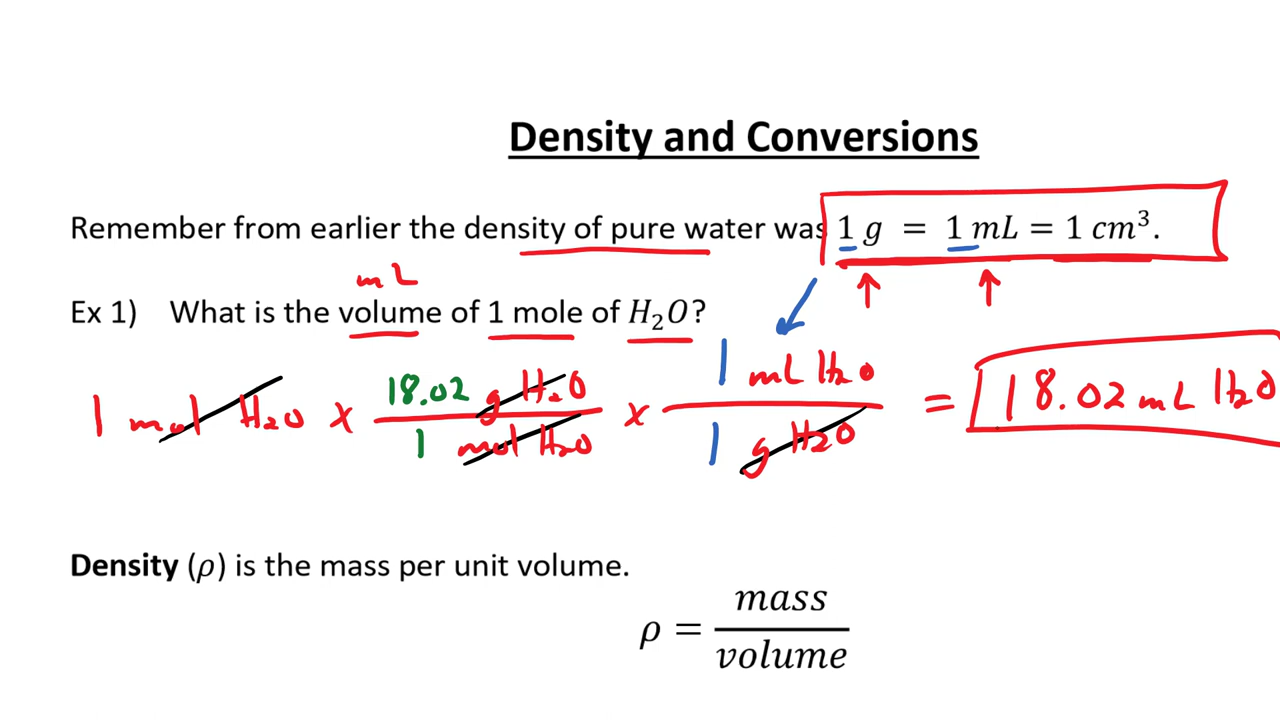 Density and Conversions
Remember from earlier the density of pure water was 1 g = 1 mL = 1 cm³.
mL
Ex 1) What is the volume of 1 mole of H₂O?
1 mol H₂O x 18.02 g H₂O / 1 mol H₂O x 1 mL H₂O / 1 g H₂O = 18.02 mL H₂O
Density (ρ) is the mass per unit volume.
ρ = mass / volume